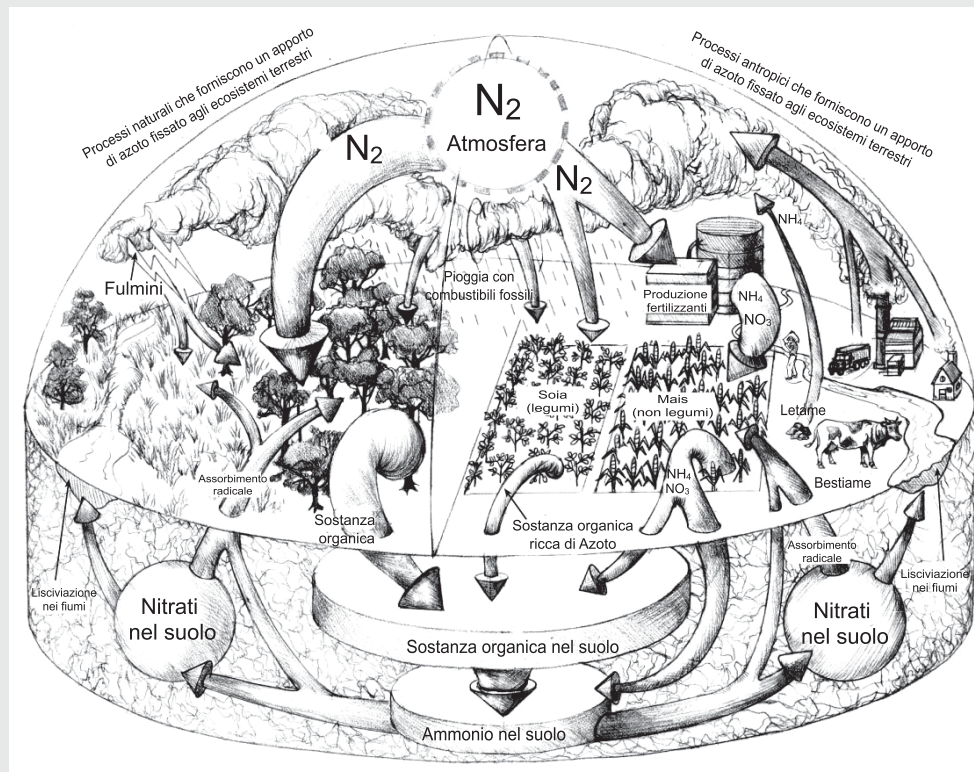 Processi naturali che forniscono un apporto
di azoto fissato agli ecosistemi terrestri
Processi antropici che forniscono un apporto
di azoto fissato agli ecosistemi terrestri
N2
Atmosfera
N2
N2
NH4
Fulmini
Pioggia con
combustibili fossili
Produzione
fertilizzanti
NH4
NO3
Soia
(legumi)
Mais
(non legumi)
Letame
Bestiame
Assorbimento
radicale
NH4
NO3
Sostanza
organica
Sostanza organica
ricca di Azoto
Assorbimento
radicale
Lisciviazione
nei fiumi
Lisciviazione
nei fiumi
Nitrati
nel suolo
Nitrati
nel suolo
Sostanza organica nel suolo
Ammonio nel suolo